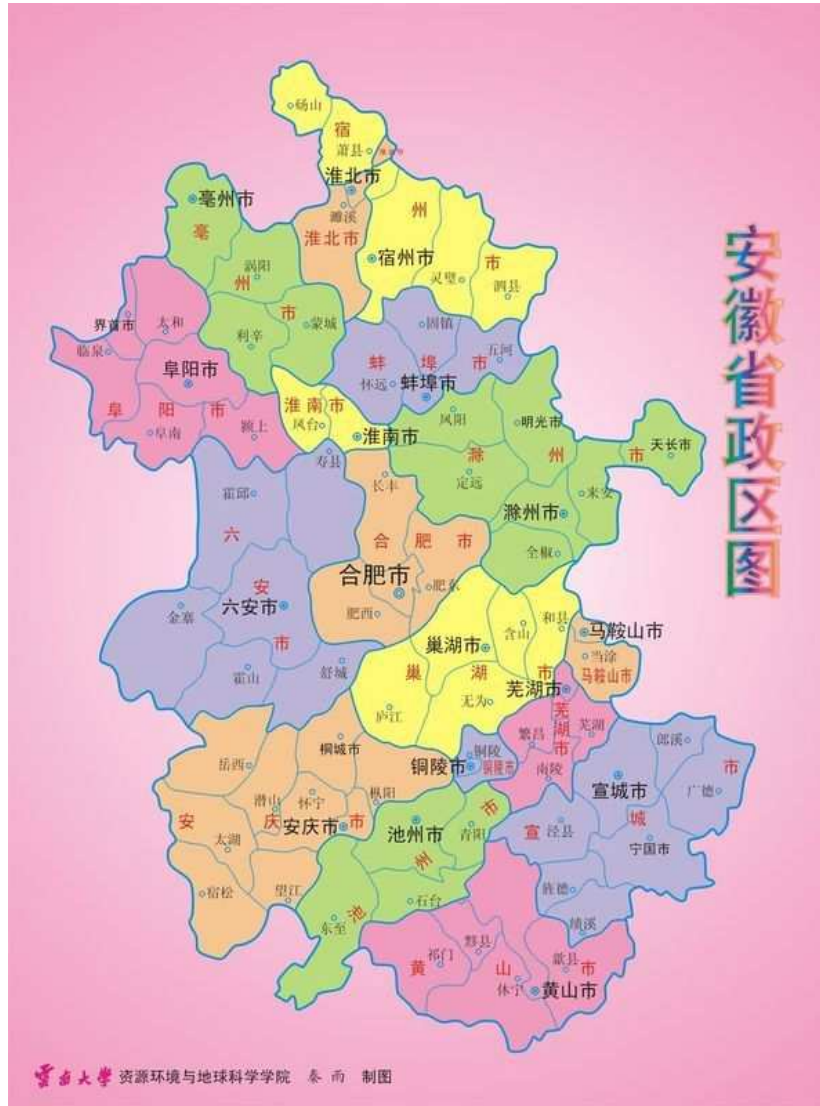 安徽省政区图
砀山
宿
萧县
淮北市
亳州市
濉溪
州
亳
淮北市
宿州市
涡阳
灵璧
市
泗县
州
界首市
太和
市
蒙城
固镇
利辛
临泉
蚌
埠
市
五河
阜阳市
怀远
蚌埠市
阜
阳
市
淮南市
凤台
凤阳
明光市
阜南
颍上
淮南市
滁
州
市
天长市
寿县
长丰
定远
来安
霍邱
滁州市
六
合
肥
市
全椒
合肥市
肥东
安
六安市
肥西
金寨
和县
含山
马鞍山市
市
巢湖市
当涂
霍山
舒城
巢
湖
市
马鞍山市
芜湖市
庐江
无为
芜湖市
芜湖
繁昌
桐城市
铜陵
郎溪
岳西
铜陵市
铜陵市
南陵
市
宣城市
广德
潜山
怀宁
枞阳
安
庆
安庆市
市
池州市
市
青阳
宣
泾县
城
太湖
州
宁国市
宿松
望江
石台
旌德
东至
池
绩溪
祁门
黟县
歙县
黄
山
市
休宁
黄山市
雲南大學 资源环境与地球科学学院 秦雨 制图